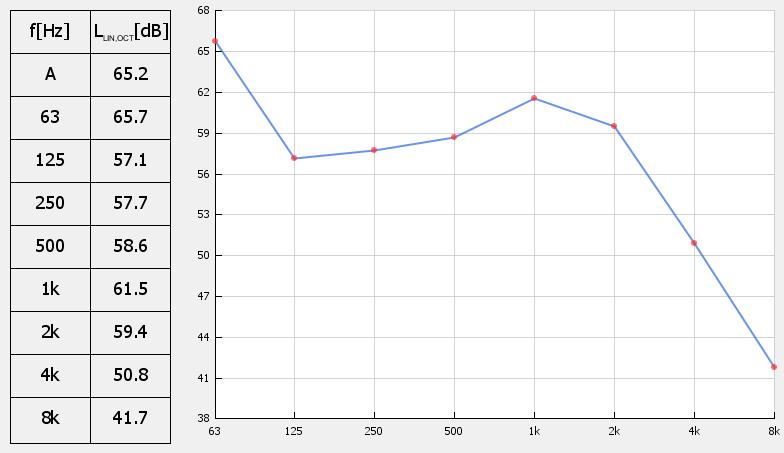 f[Hz] L LIN,OCT[dB]
A 65.2
63 65.7
125 57.1
250 57.7
500 58.6
1k 61.5
2k 59.4
4k 50.8
8k 41.7
68
65
62
59
56
53
50
47
44
41
38
63 125 250 500 1k 2k 4k 8k